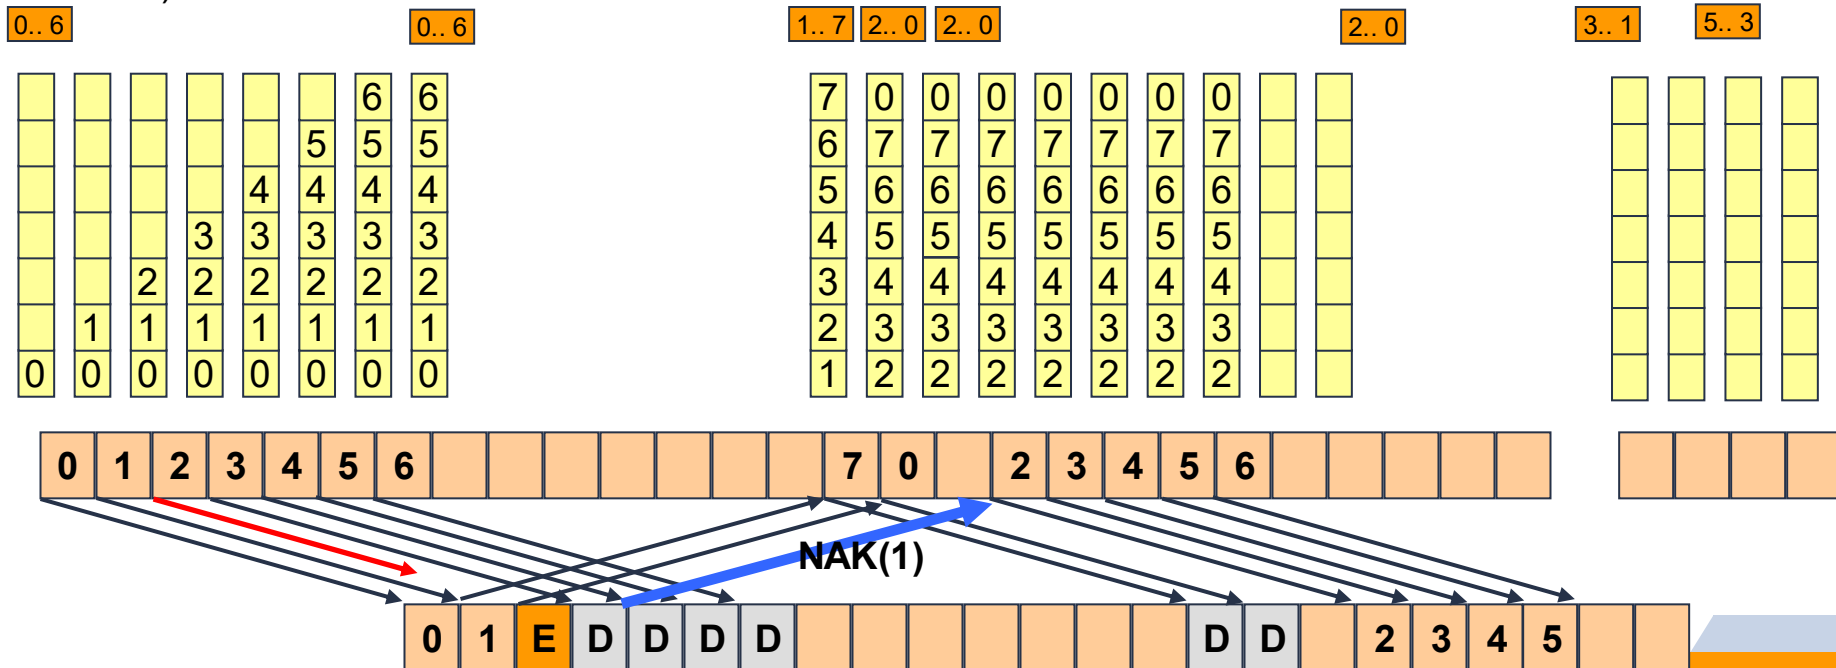 0.. 6 0.. 6 1.. 7 2.. 0 2.. 0 2.. 0 3.. 1 5.. 3
6 6 7 0 0 0 0 0 0 0
5 5 5 6 7 7 7 7 7 7 7
4 4 4 4 5 6 6 6 6 6 6 6
3 3 3 3 3 4 5 5 5 5 5 5 5
2 2 2 2 2 2 3 4 4 4 4 4 4 4
1 1 1 1 1 1 1 2 3 3 3 3 3 3 3
0 0 0 0 0 0 0 0 1 2 2 2 2 2 2 2
0 1 2 3 4 5 6 7 0 2 3 4 5 6
NAK(1)
0 1 E D D D D D D 2 3 4 5